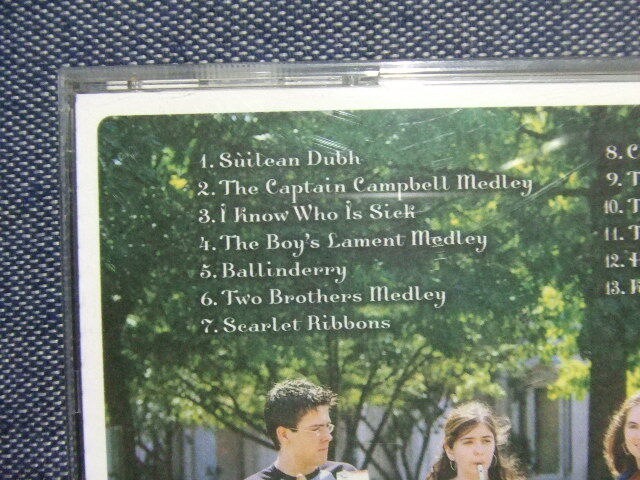 1. Sùilean Dubh
2. The Captain Campbell Medley
3. I Know Who Is Sick
4. The Boy's Lament Medley
5. Ballinderry
6. Two Brothers Medley
7. Scarlet Ribbons
8. C
9. T
10. T
11. T
12. H
13.